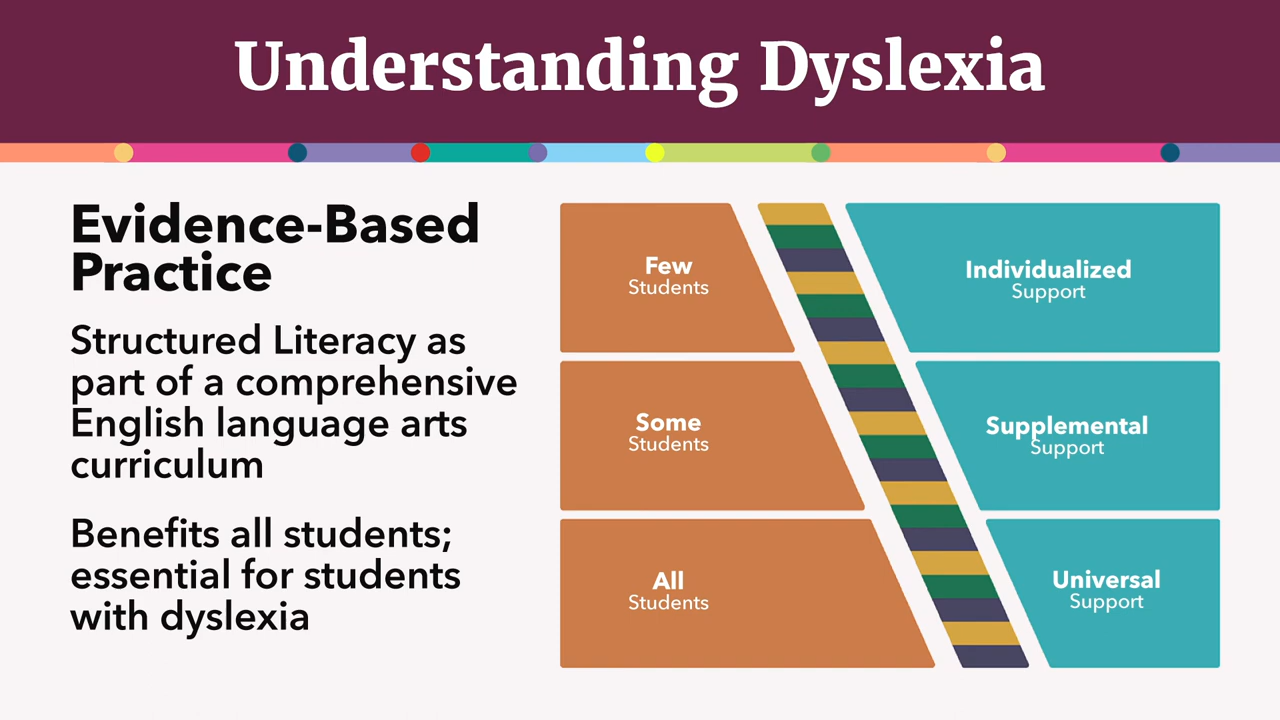 Understanding Dyslexia
Evidence-Based
Practice
Structured Literacy as
part of a comprehensive
English language arts
curriculum
Benefits all students;
essential for students
with dyslexia
Few
Students
Individualized
Support
Some
Students
Supplemental
Support
All
Students
Universal
Support